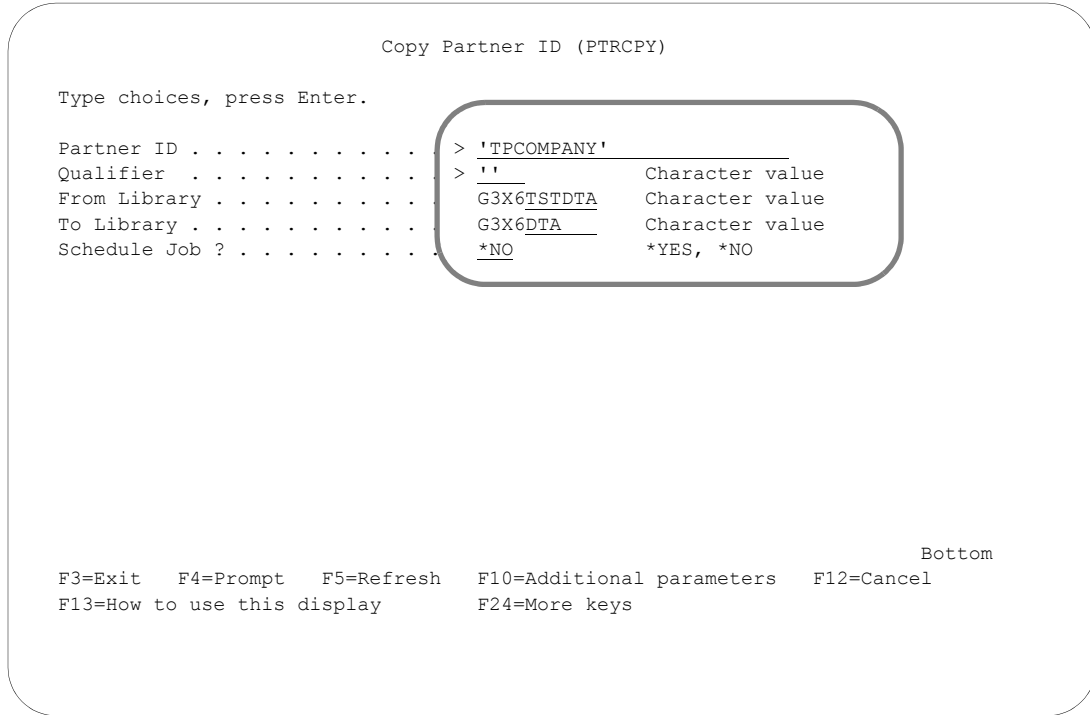 Copy Partner ID (PTRCPY)
Type choices, press Enter.
Partner ID . . . . . . . . . . . > 'TPCOMPANY'
Qualifier . . . . . . . . . . . > '' Character value
From Library . . . . . . . . . . G3X6TSTDTA Character value
To Library . . . . . . . . . . . G3X6DTA Character value
Schedule Job ? . . . . . . . . . *NO *YES, *NO
Bottom
F3=Exit F4=Prompt F5=Refresh F10=Additional parameters F12=Cancel
F13=How to use this display F24=More keys